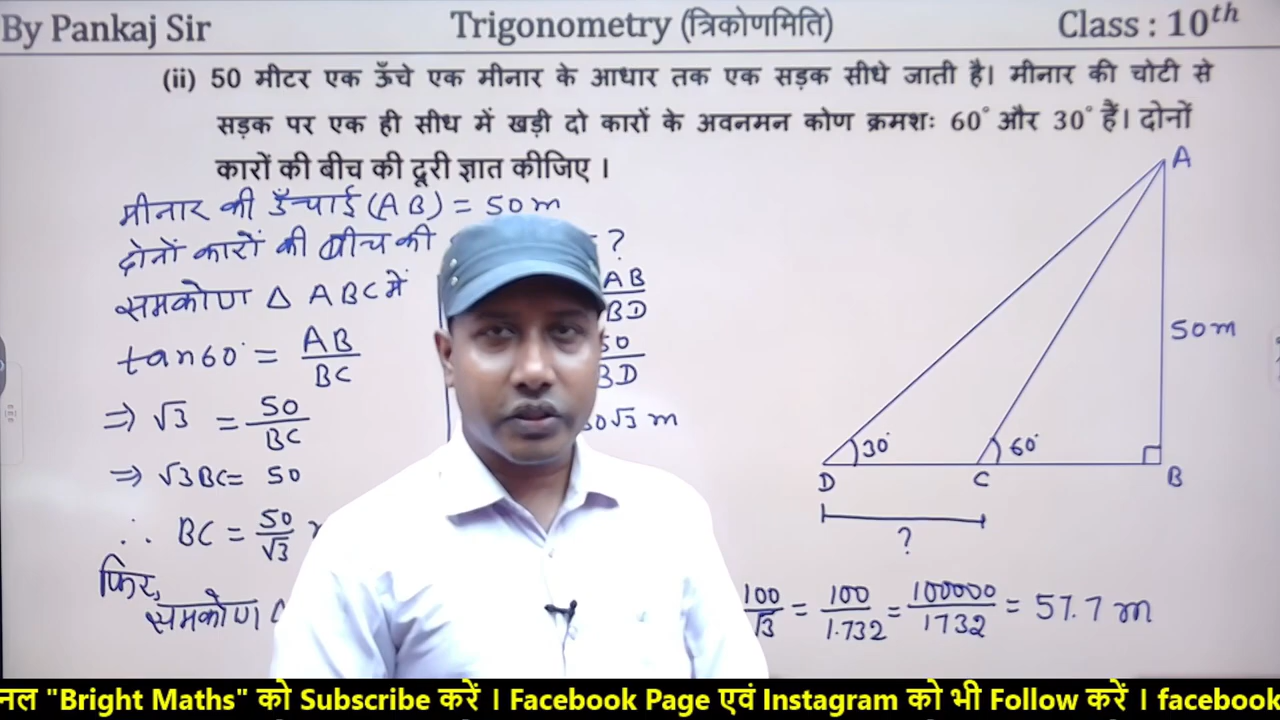 By Pankaj Sir
Trigonometry (त्रिकोणमिति)
Class : 10th
(ii) 50 मीटर एक ऊँचे एक मीनार के आधार तक एक सड़क सीधे जाती है। मीनार की चोटी से
सड़क पर एक ही सीध में खड़ी दो कारों के अवनमन कोण क्रमशः 60° और 30° हैं। दोनों
कारों की बीच की दूरी ज्ञात कीजिए ।
मीनार की ऊँचाई (AB) = 50 m
दोनों कारों की बीच की ?
समकोण Δ ABC में
tan60° = AB/BC
⇒ √3 = 50/BC
⇒ √3BC = 50
∴ BC = 50/√3
फिर,
समकोण
AB/BD
50/BD
50√3 m
A
50 m
30°
60°
D
C
B
?
100/√3 = 100/1.732 = 100000/1732 = 57.7 m
"Bright Maths" को Subscribe करें । Facebook Page एवं Instagram को भी Follow करें । facebook